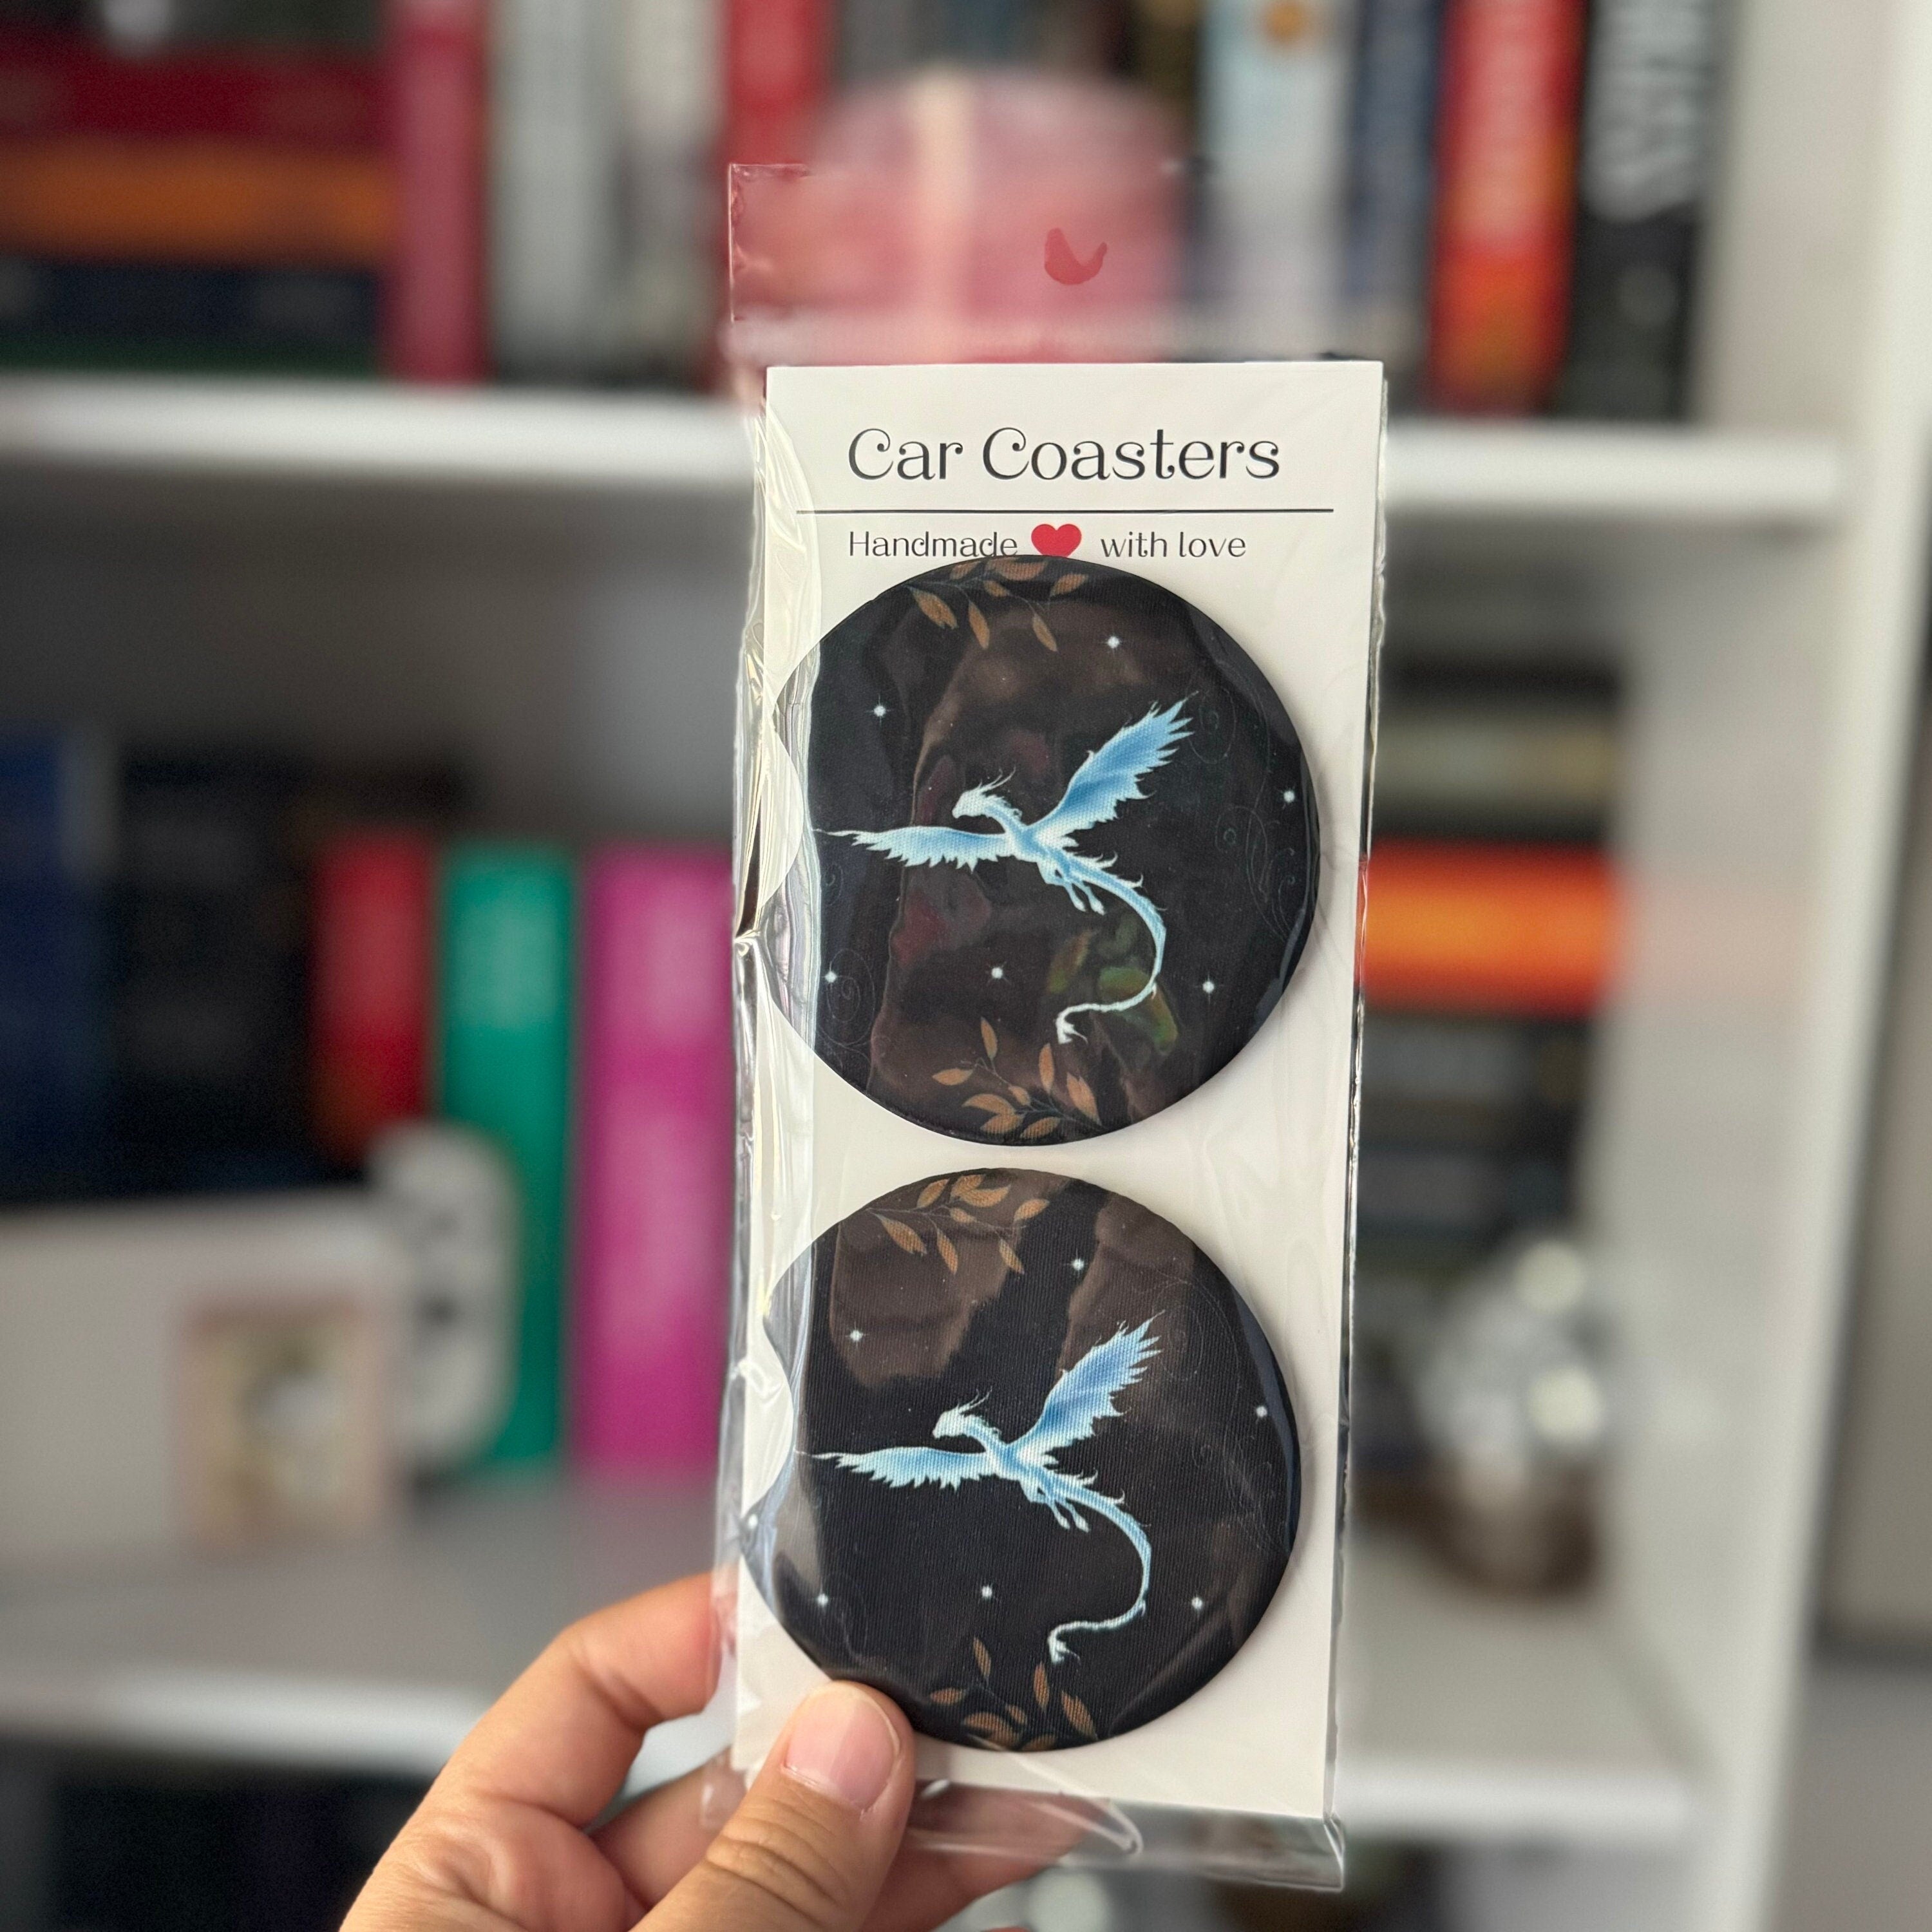 Car Coasters
Handmade ❤ with love